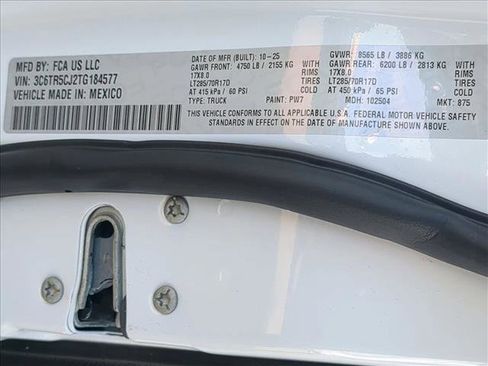 MFD BY: FCA US LLC
VIN: 3C6TR5CJ2TG184577
VEHICLE MADE IN: MEXICO
DATE OF MFR (BUILT) 10-25
GAWR FRONT: 4750 LB / 2155 KG
17X8.0
LT285/70R17D
AT 415 kPa / 60 PSI
TYPE: TRUCK
TIRES
COLD
PAINT: PW7
GVWR: 8565 LB / 3886 KG
GAWR REAR: 6200 LB / 2813 KG
17X8.0
LT285/70R17D
AT 450 kPa / 65 PSI
MDH: 102504
TIRES
COLD
MKT: 875
THIS VEHICLE CONFORMS TO ALL APPLICABLE U.S.A. FEDERAL MOTOR VEHICLE SAFETY
STANDARDS IN EFFECT ON THE DATE OF MANUFACTURE SHOWN ABOVE.